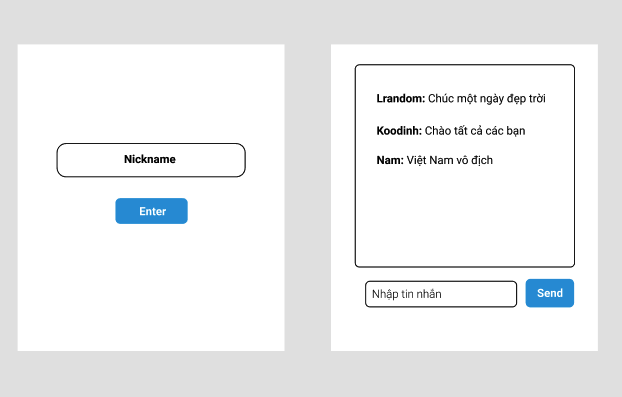 Nickname
Enter
Lrandom: Chúc một ngày đẹp trời
Koodinh: Chào tất cả các bạn
Nam: Việt Nam vô địch
Nhập tin nhắn
Send